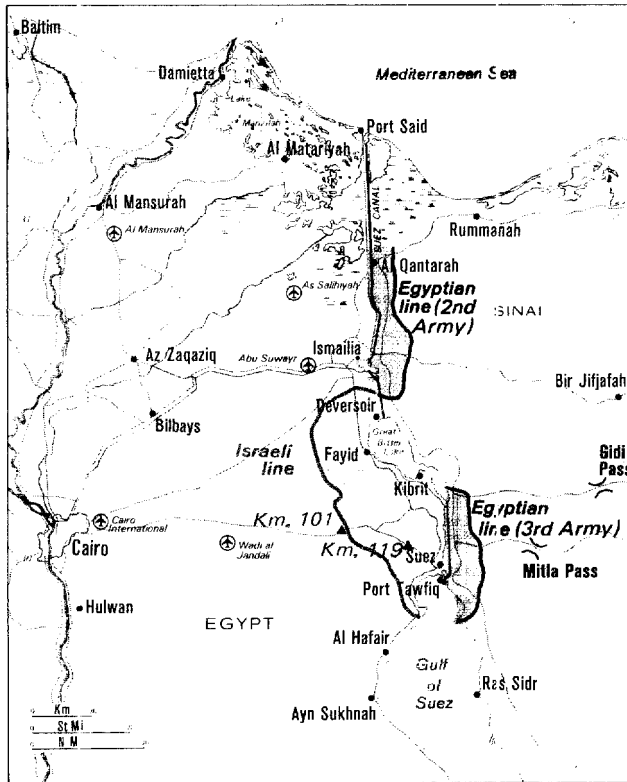 Baltim
Damietta
Mediterranean Sea
Lake
Port Said
Al Matariyah
Al Mansurah
Al Mansurah
SUEZ CANAL
Rummanah
Al Qantarah
As Salihiyah
Egyptian
line (2nd
Army)
SINAI
Ismailia
Az Zaqaziq
Abu Suwayr
Bir Jifjafah
Deversoir
Bilbays
Great
Bitter
Lake
Israeli
line
Fayid
Gidi
Pass
Kibrit
Egyptian
line (3rd Army)
Cairo
International
Km. 101
Km. 119
Cairo
Wadi al
Jandali
Suez
Mitla Pass
Port Tawfiq
Hulwan
EGYPT
Al Hafair
Gulf
of
Suez
Ras Sidr
Ayn Sukhnah
Km
St.Mi
N M